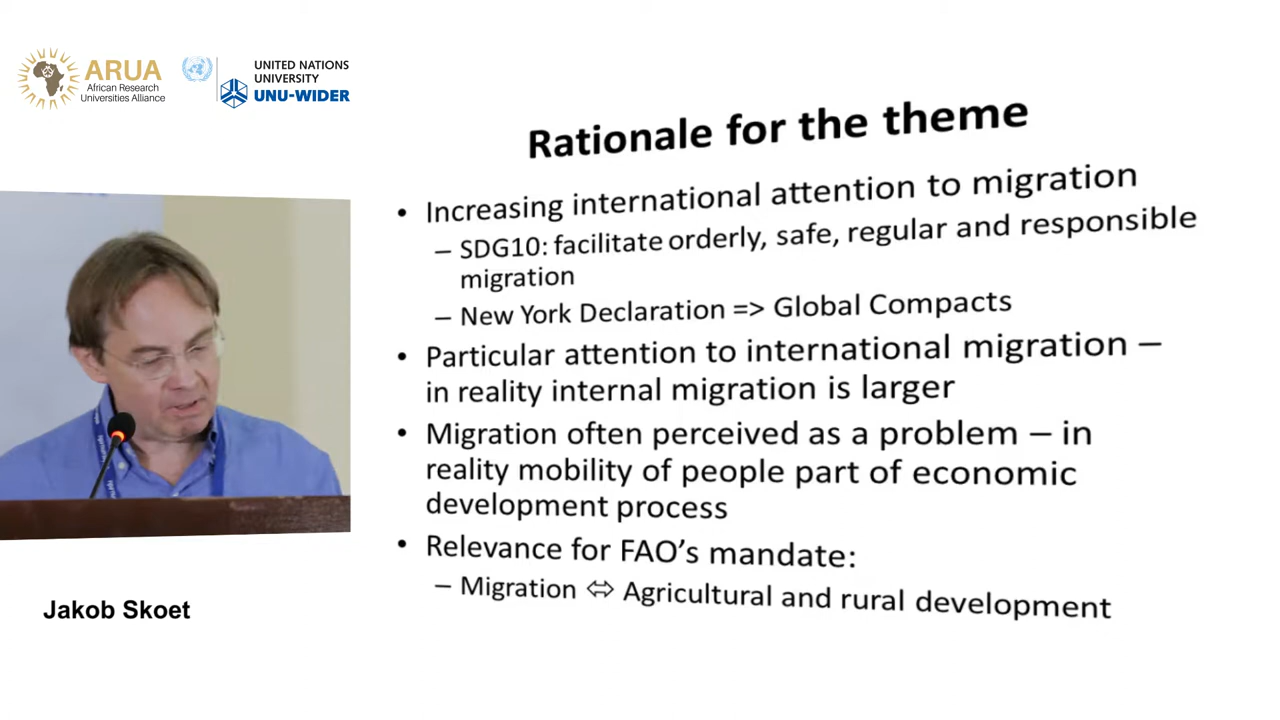 ARUA
African Research
Universities Alliance
UNITED NATIONS
UNIVERSITY
UNU-WIDER
Rationale for the theme
• Increasing international attention to migration
– SDG10: facilitate orderly, safe, regular and responsible
migration
– New York Declaration => Global Compacts
• Particular attention to international migration –
in reality internal migration is larger
• Migration often perceived as a problem – in
reality mobility of people part of economic
development process
• Relevance for FAO's mandate:
– Migration ⇔ Agricultural and rural development
Jakob Skoet